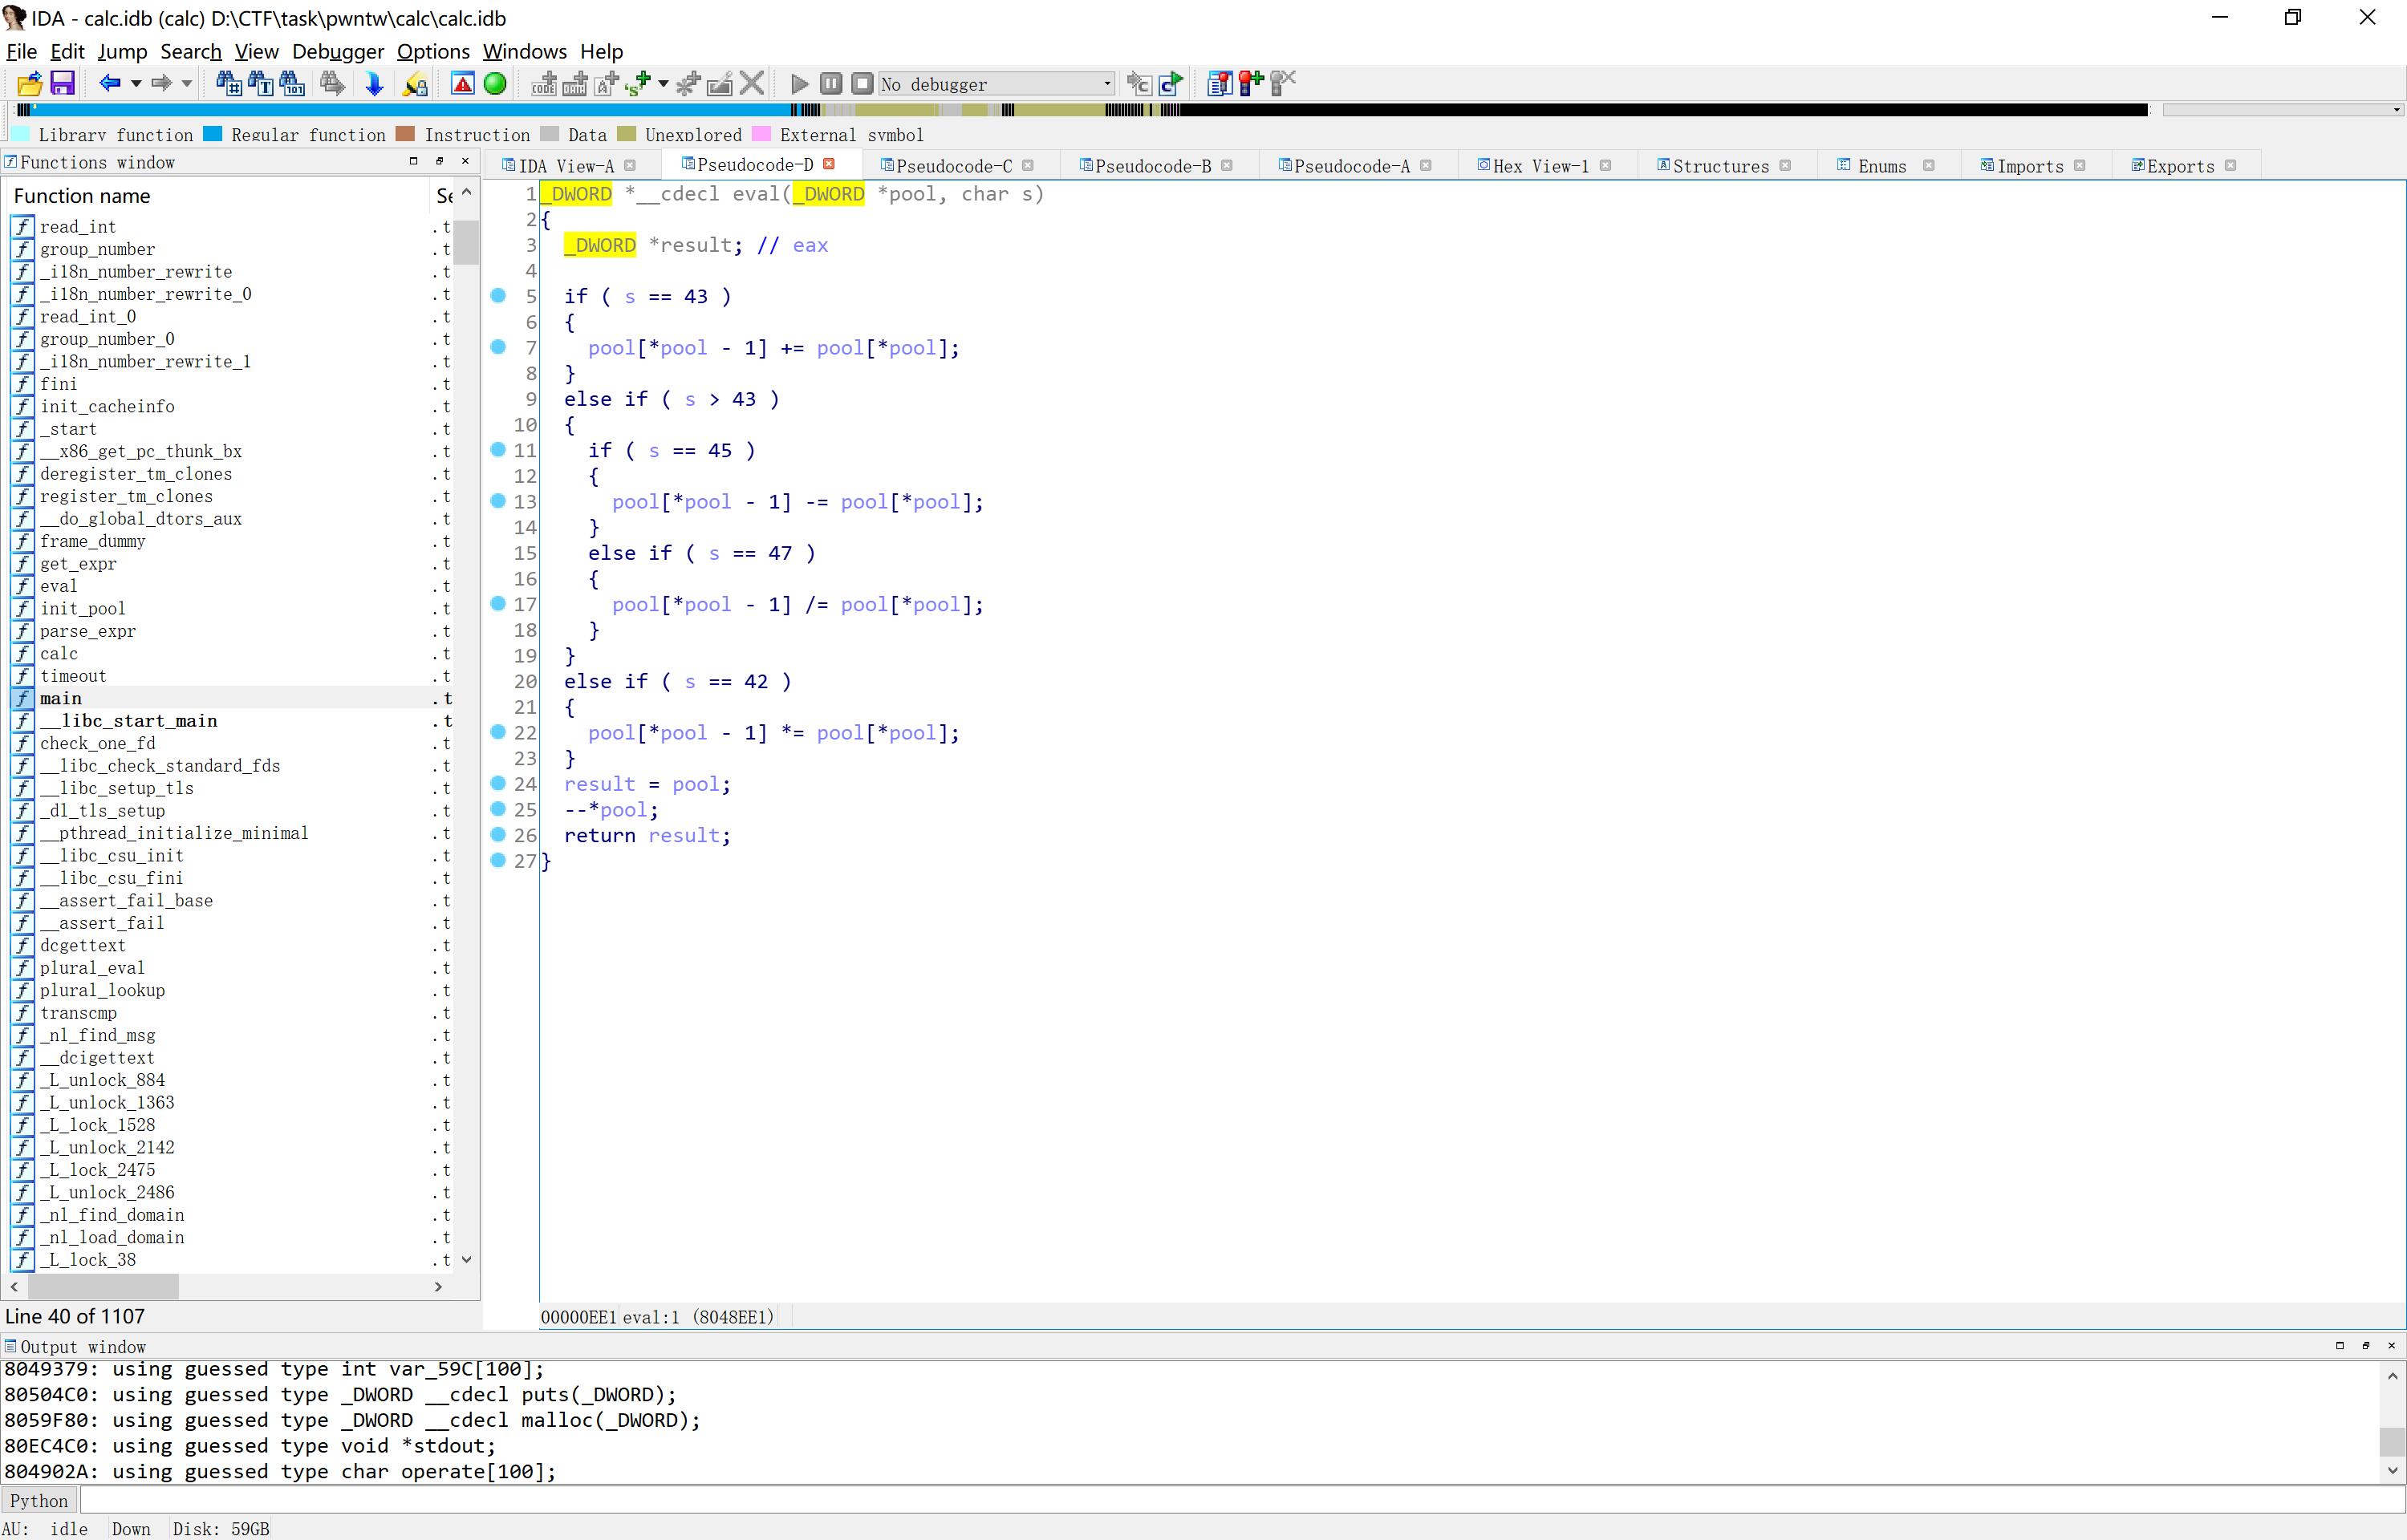 IDA - calc.idb (calc) D:\CTF\task\pwntw\calc\calc.idb
File Edit Jump Search View Debugger Options Windows Help
No debugger
Library function Regular function Instruction Data Unexplored External symbol
Functions window
Function name Se
read_int .t
group_number .t
_i18n_number_rewrite .t
_i18n_number_rewrite_0 .t
read_int_0 .t
group_number_0 .t
_i18n_number_rewrite_1 .t
fini .t
init_cacheinfo .t
_start .t
__x86_get_pc_thunk_bx .t
deregister_tm_clones .t
register_tm_clones .t
__do_global_dtors_aux .t
frame_dummy .t
get_expr .t
eval .t
init_pool .t
parse_expr .t
calc .t
timeout .t
main .t
__libc_start_main .t
check_one_fd .t
__libc_check_standard_fds .t
__libc_setup_tls .t
_dl_tls_setup .t
__pthread_initialize_minimal .t
__libc_csu_init .t
__libc_csu_fini .t
__assert_fail_base .t
__assert_fail .t
dcgettext .t
plural_eval .t
plural_lookup .t
transcmp .t
_nl_find_msg .t
__dcigettext .t
_L_unlock_884 .t
_L_unlock_1363 .t
_L_lock_1528 .t
_L_unlock_2142 .t
_L_lock_2475 .t
_L_unlock_2486 .t
_nl_find_domain .t
_nl_load_domain .t
_L_lock_38 .t
Line 40 of 1107
IDA View-A Pseudocode-D Pseudocode-C Pseudocode-B Pseudocode-A Hex View-1 Structures Enums Imports Exports
1 _DWORD *__cdecl eval(_DWORD *pool, char s)
2 {
3 _DWORD *result; // eax
4
5 if ( s == 43 )
6 {
7 pool[*pool - 1] += pool[*pool];
8 }
9 else if ( s > 43 )
10 {
11 if ( s == 45 )
12 {
13 pool[*pool - 1] -= pool[*pool];
14 }
15 else if ( s == 47 )
16 {
17 pool[*pool - 1] /= pool[*pool];
18 }
19 }
20 else if ( s == 42 )
21 {
22 pool[*pool - 1] *= pool[*pool];
23 }
24 result = pool;
25 --*pool;
26 return result;
27 }
00000EE1 eval:1 (8048EE1)
Output window
8049379: using guessed type int var_59C[100];
80504C0: using guessed type _DWORD __cdecl puts(_DWORD);
8059F80: using guessed type _DWORD __cdecl malloc(_DWORD);
80EC4C0: using guessed type void *stdout;
804902A: using guessed type char operate[100];
Python
AU: idle Down Disk: 59GB